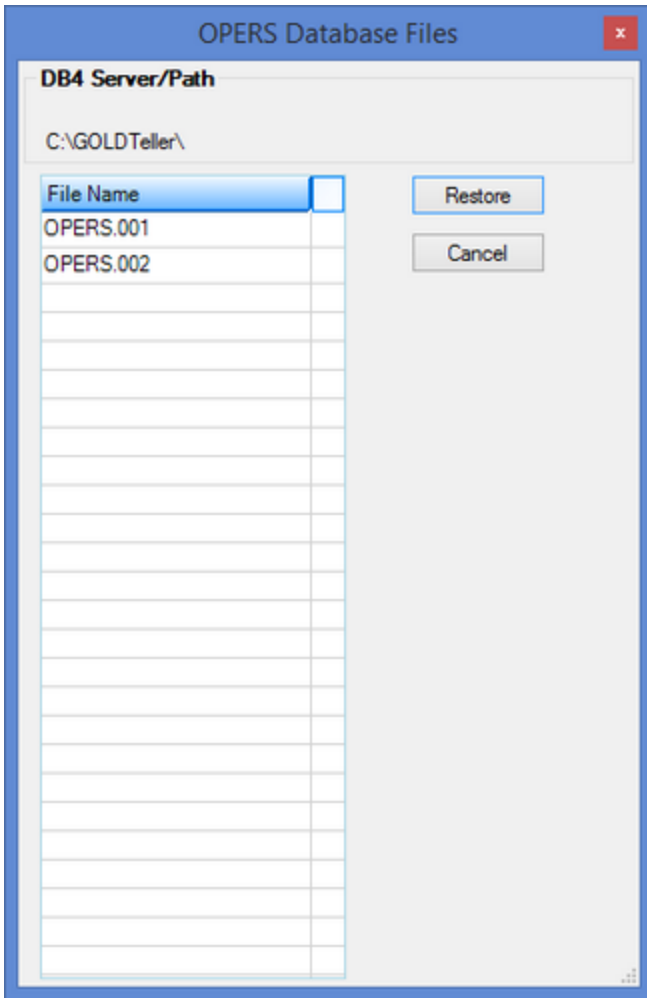 OPERS Database Files
x
DB4 Server/Path
C:\GOLDTeller\
File Name
Restore
OPERS.001
OPERS.002
Cancel